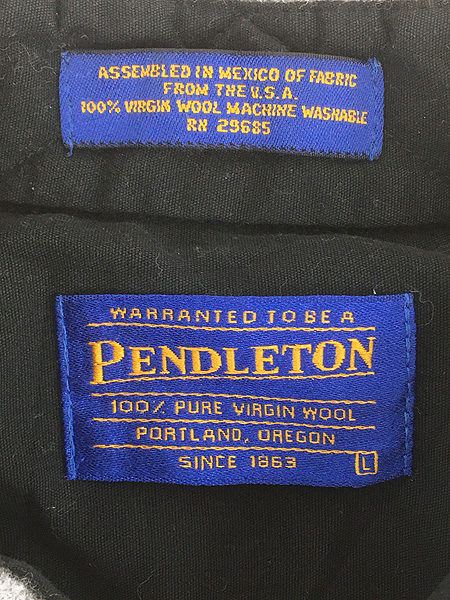 ASSEMBLED IN MEXICO OF FABRIC
FROM THE U.S.A.
100% VIRGIN WOOL MACHINE WASHABLE
RN 29685
WARRANTED TO BE A
PENDLETON
100% PURE VIRGIN WOOL
PORTLAND, OREGON
SINCE 1863 L